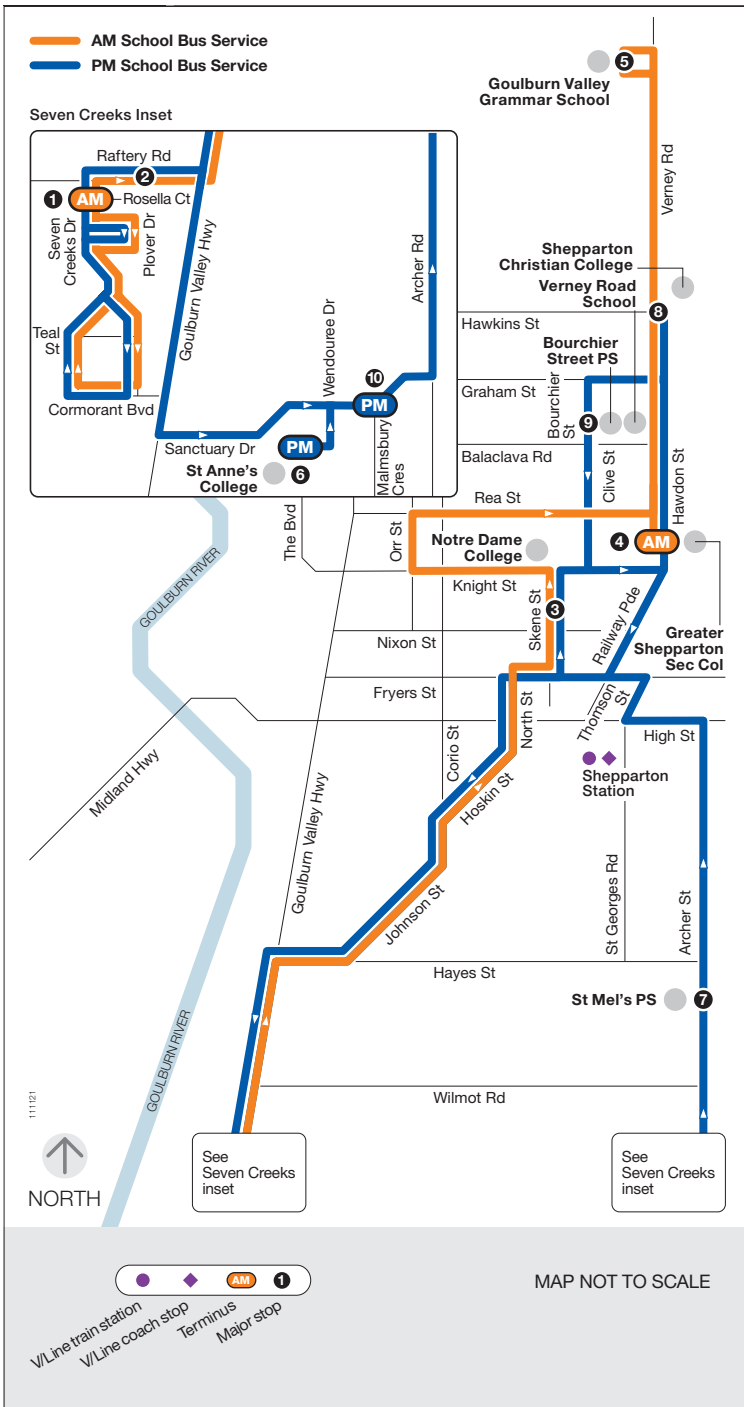 AM School Bus Service
PM School Bus Service
Seven Creeks Inset
Raftery Rd
2
1
AM
Rosella Ct
Seven
Creeks Dr
Plover Dr
Teal
St
Cormorant Bvd
Goulburn Valley Hwy
Sanctuary Dr
Wendouree Dr
Archer Rd
10
PM
PM
Malmsbury
Cres
St Anne's
College
6
5
Goulburn Valley
Grammar School
Verney Rd
Shepparton
Christian College
Verney Road
School
8
Hawkins St
Bourchier
Street PS
Graham St
Bourchier
St
9
Clive St
Balaclava Rd
Hawdon St
Rea St
The Bvd
Orr St
Notre Dame
College
4
AM
Knight St
Skene St
3
Railway Pde
Greater
Shepparton
Sec Col
Nixon St
Fryers St
North St
Thomson
St
High St
Corio St
Hoskin St
Shepparton
Station
GOULBURN RIVER
Midland Hwy
Goulburn Valley Hwy
Johnson St
St Georges Rd
Archer St
Hayes St
St Mel's PS
7
GOULBURN RIVER
Wilmot Rd
111121
See
Seven Creeks
inset
See
Seven Creeks
inset
NORTH
AM
1
V/Line train station
V/Line coach stop
Terminus
Major stop
MAP NOT TO SCALE